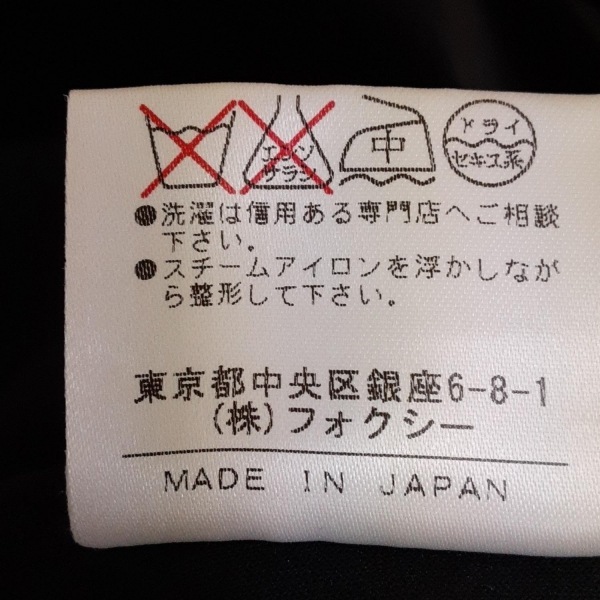 エンソ
サラシ
中
ドライ
セキユ系
●洗濯は信用ある専門店へご相談
下さい。
●スチームアイロンを浮かしなが
ら整形して下さい。
東京都中央区銀座6-8-1
(株)フォクシー
MADE IN JAPAN